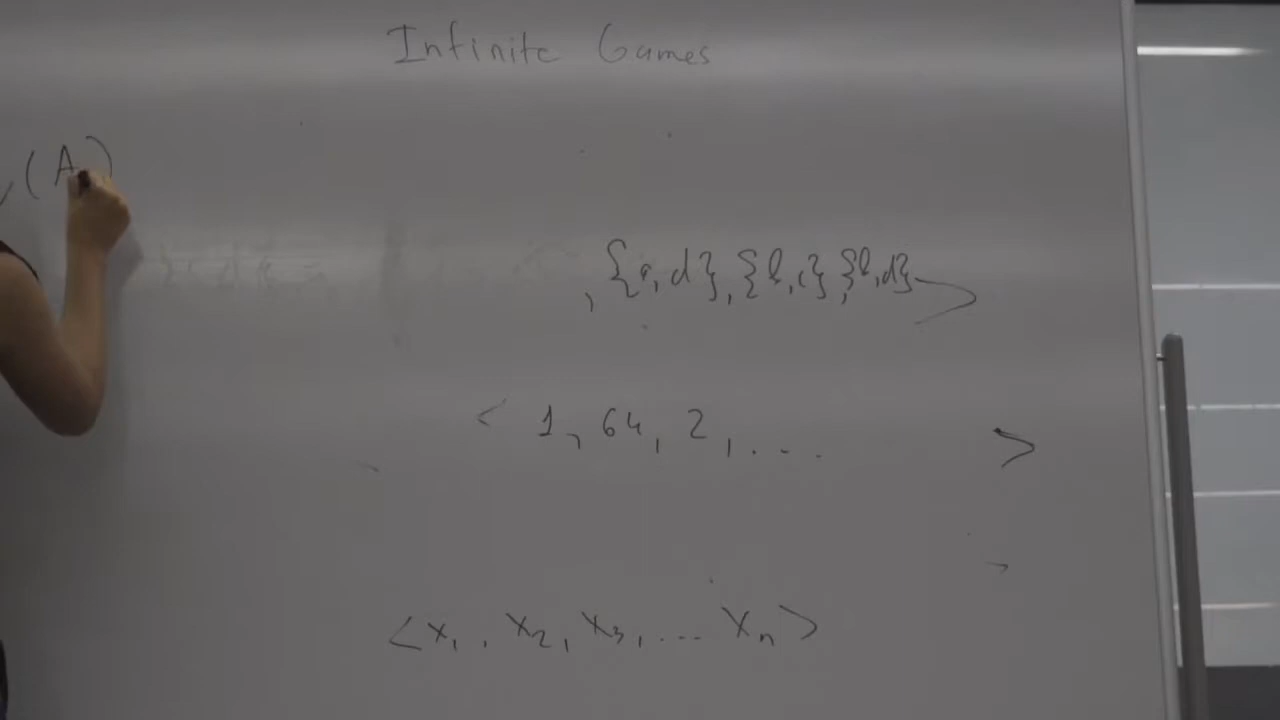 Infinite Games
, (A )
, {a, d}, {b, c}, {b, d} >
< 1, 64, 2, ... >
>
< x₁, x₂, x₃, ... xₙ >